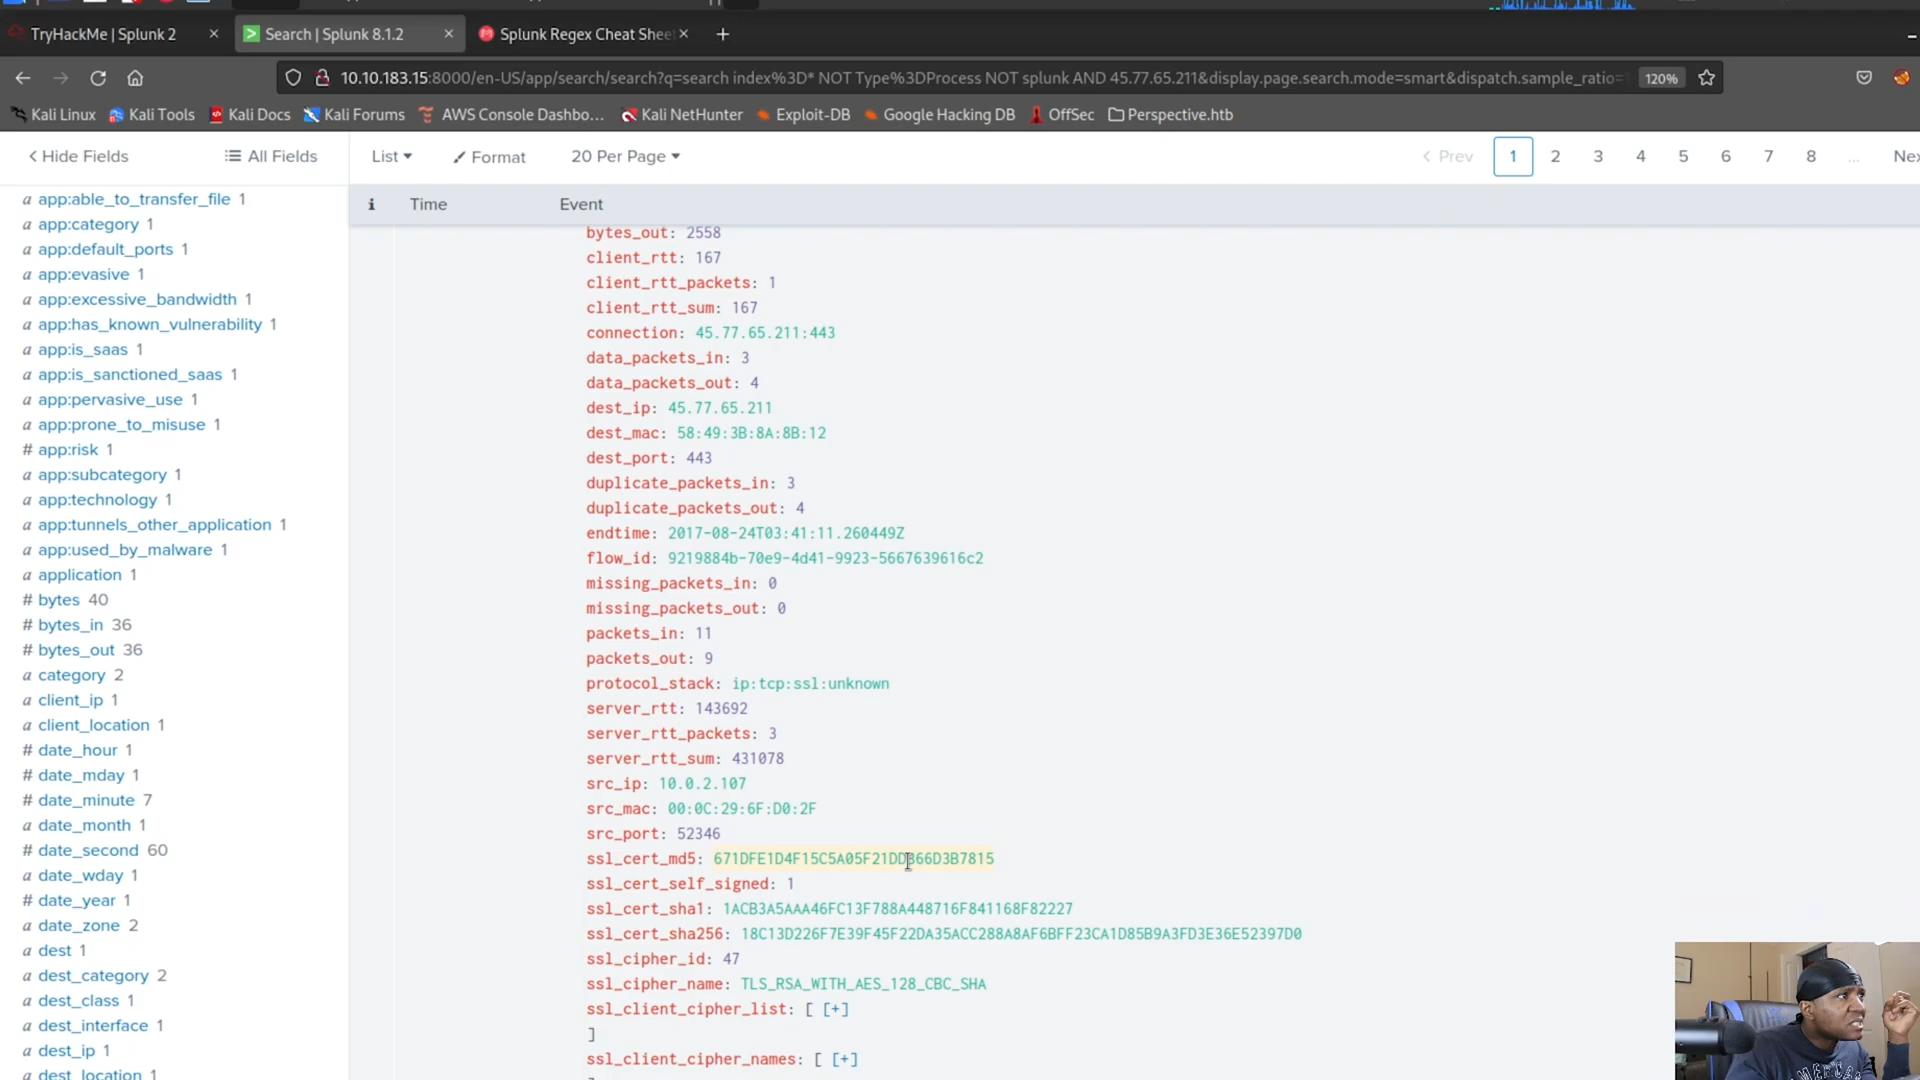 TryHackMe | Splunk 2
Search | Splunk 8.1.2
Splunk Regex Cheat Shee
10.10.183.15:8000/en-US/app/search/search?q=search index%3D* NOT Type%3DProcess NOT splunk AND 45.77.65.211&display.page.search.mode=smart&dispatch.sample_ratio=
120%
Kali Linux
Kali Tools
Kali Docs
Kali Forums
AWS Console Dashbo...
Kali NetHunter
Exploit-DB
Google Hacking DB
OffSec
Perspective.htb
Hide Fields
All Fields
List
Format
20 Per Page
Prev 1 2 3 4 5 6 7 8 ... Nex
i Time Event
a app:able_to_transfer_file 1
a app:category 1
a app:default_ports 1
a app:evasive 1
a app:excessive_bandwidth 1
a app:has_known_vulnerability 1
a app:is_saas 1
a app:is_sanctioned_saas 1
a app:pervasive_use 1
a app:prone_to_misuse 1
# app:risk 1
a app:subcategory 1
a app:technology 1
a app:tunnels_other_application 1
a app:used_by_malware 1
a application 1
# bytes 40
# bytes_in 36
# bytes_out 36
a category 2
a client_ip 1
a client_location 1
# date_hour 1
# date_mday 1
# date_minute 7
a date_month 1
# date_second 60
a date_wday 1
# date_year 1
a date_zone 2
a dest 1
a dest_category 2
a dest_class 1
a dest_interface 1
a dest_ip 1
a dest_location 1
bytes_out: 2558
client_rtt: 167
client_rtt_packets: 1
client_rtt_sum: 167
connection: 45.77.65.211:443
data_packets_in: 3
data_packets_out: 4
dest_ip: 45.77.65.211
dest_mac: 58:49:3B:8A:8B:12
dest_port: 443
duplicate_packets_in: 3
duplicate_packets_out: 4
endtime: 2017-08-24T03:41:11.260449Z
flow_id: 9219884b-70e9-4d41-9923-5667639616c2
missing_packets_in: 0
missing_packets_out: 0
packets_in: 11
packets_out: 9
protocol_stack: ip:tcp:ssl:unknown
server_rtt: 143692
server_rtt_packets: 3
server_rtt_sum: 431078
src_ip: 10.0.2.107
src_mac: 00:0C:29:6F:D0:2F
src_port: 52346
ssl_cert_md5:
ssl_cert_self_signed: 1
ssl_cert_sha1: 1ACB3A5AAA46FC13F788A448716F841168F82227
ssl_cert_sha256: 18C13D226F7E39F45F22DA35ACC288A8AF6BFF23CA1D85B9A3FD3E36E52397D0
ssl_cipher_id: 47
ssl_cipher_name: TLS_RSA_WITH_AES_128_CBC_SHA
ssl_client_cipher_list: [ [+]
]
ssl_client_cipher_names: [ [+]